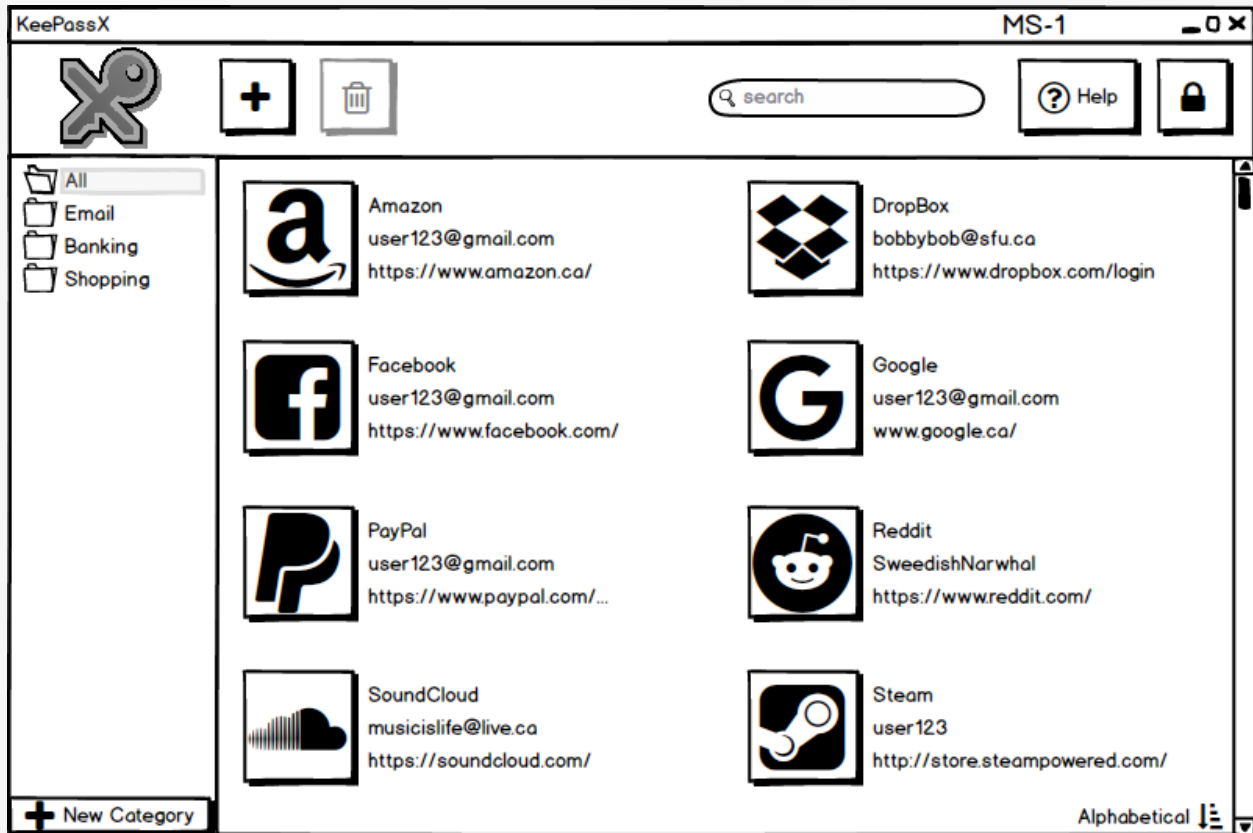 KeePassX
MS-1
search
Help
All
Email
Banking
Shopping
Amazon
user123@gmail.com
https://www.amazon.ca/
DropBox
bobbybob@sfu.ca
https://www.dropbox.com/login
Facebook
user123@gmail.com
https://www.facebook.com/
Google
user123@gmail.com
www.google.ca/
PayPal
user123@gmail.com
https://www.paypal.com/...
Reddit
SweedishNarwhal
https://www.reddit.com/
SoundCloud
musicislife@live.ca
https://soundcloud.com/
Steam
user123
http://store.steampowered.com/
New Category
Alphabetical